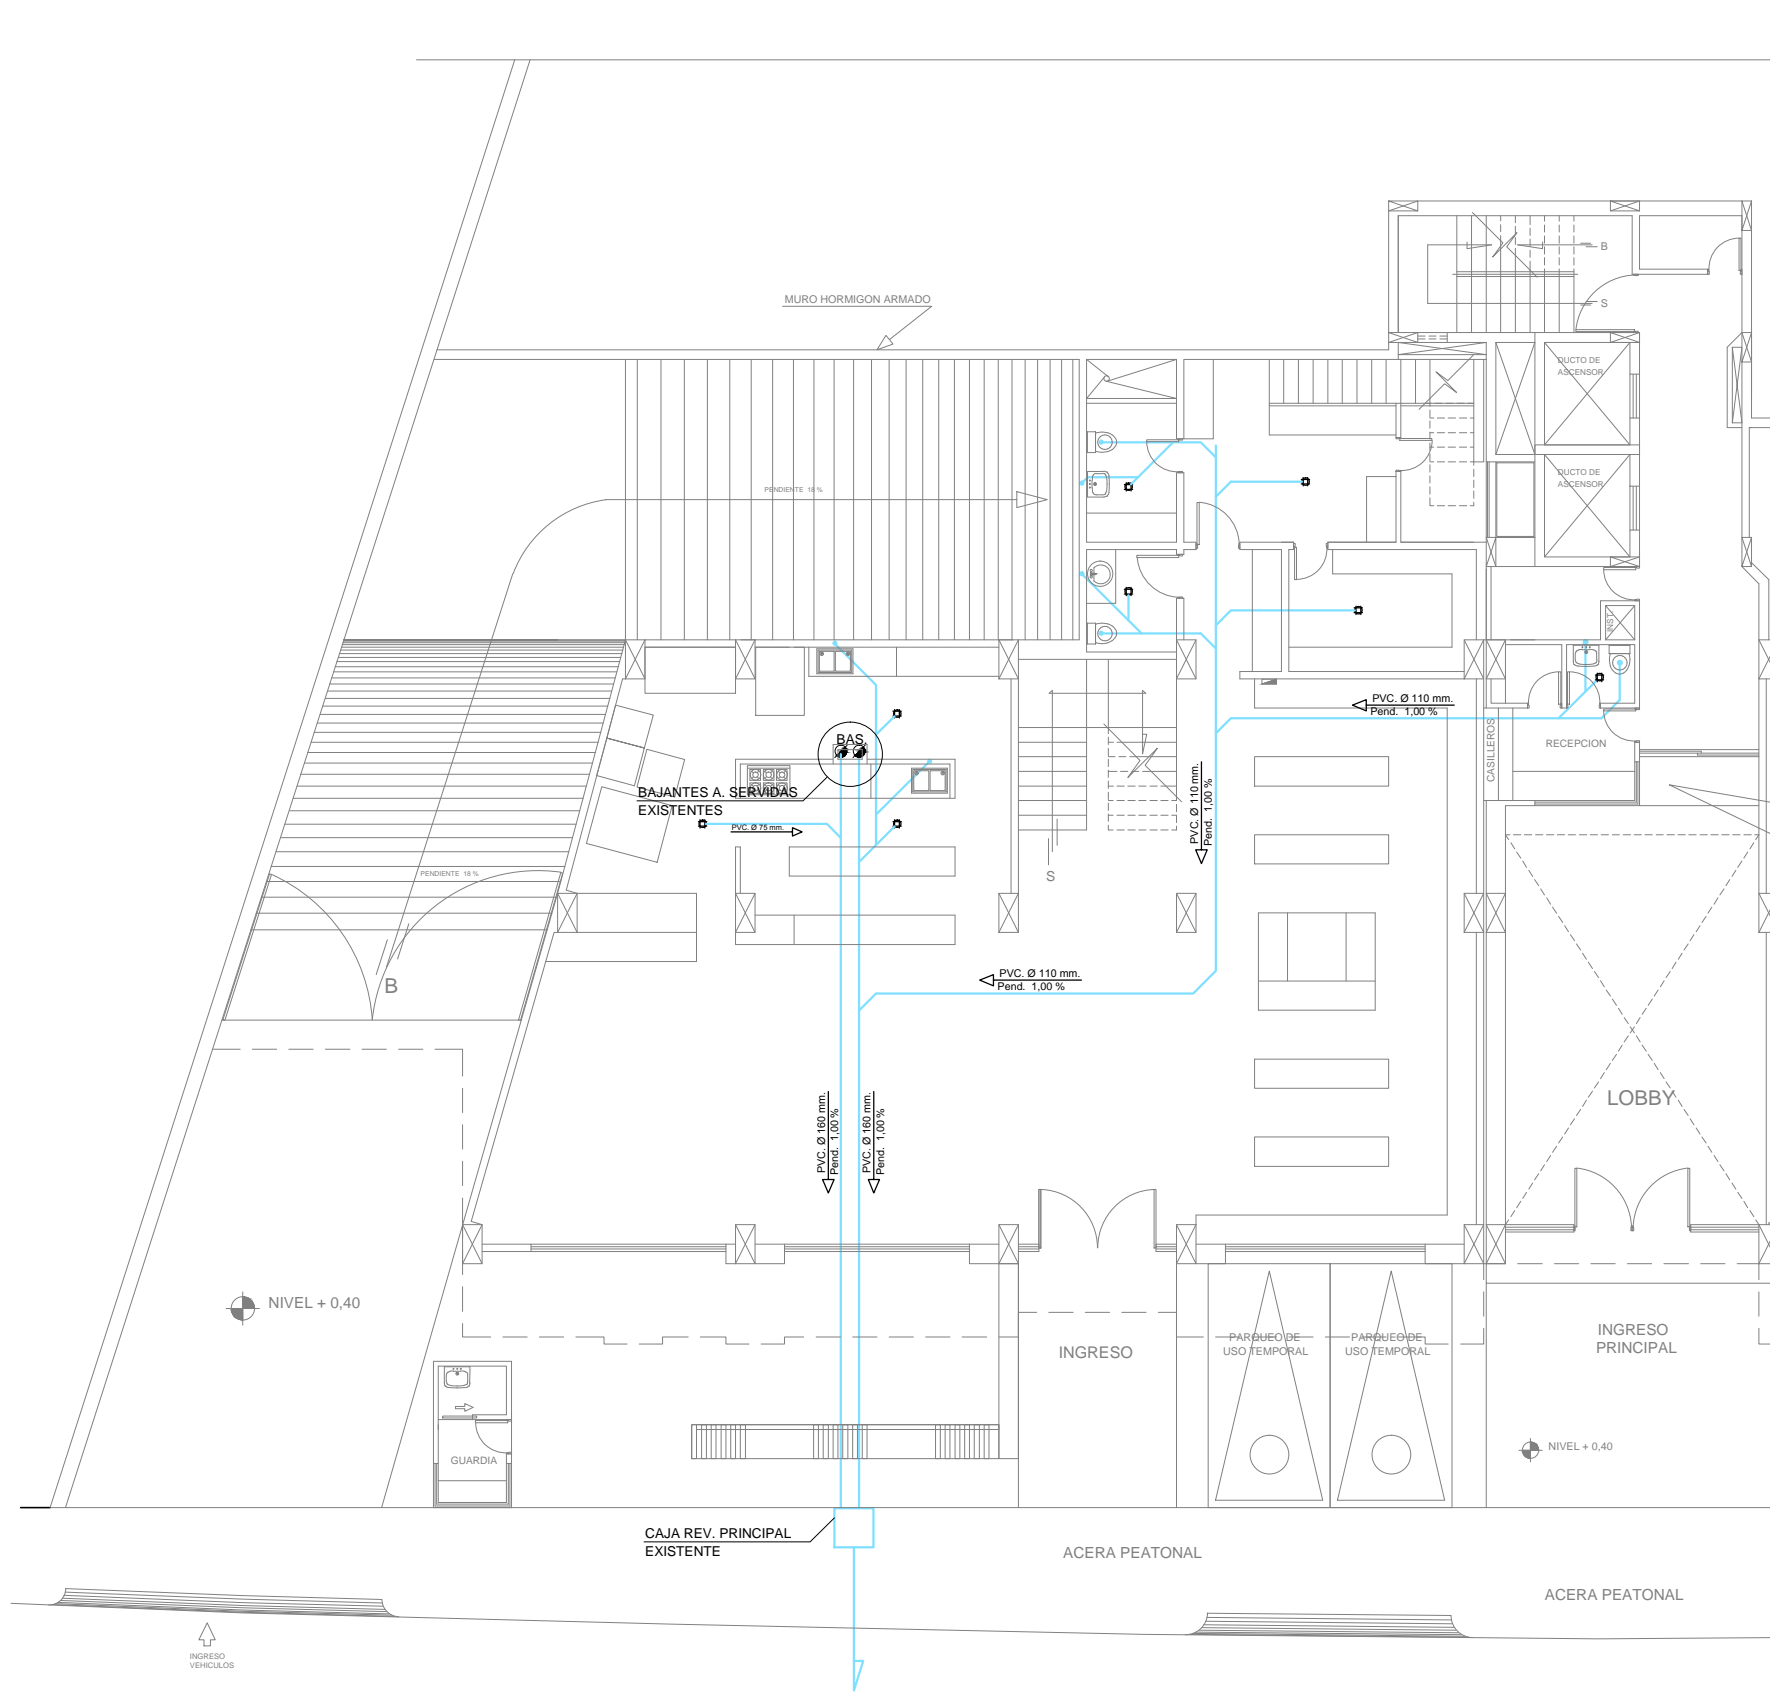 B
S
MURO HORMIGON ARMADO
DUCTO DE
ASCENSOR
DUCTO DE
ASCENSOR
PENDIENTE 18 %
INST.
PVC. Ø 110 mm.
Pend. 1,00 %
BAS.
RECEPCION
CASILLEROS
BAJANTES A. SERVIDAS
EXISTENTES
PVC. Ø 75 mm.
PVC. Ø 110 mm.
Pend. 1,00 %
PENDIENTE 18 %
S
B
PVC. Ø 110 mm.
Pend. 1,00 %
LOBBY
PVC. Ø 160 mm.
Pend. 1,00 %
PVC. Ø 160 mm.
Pend. 1,00 %
NIVEL + 0,40
INGRESO
PARQUEO DE
USO TEMPORAL
PARQUEO DE
USO TEMPORAL
INGRESO
PRINCIPAL
NIVEL + 0,40
GUARDIA
CAJA REV. PRINCIPAL
EXISTENTE
ACERA PEATONAL
ACERA PEATONAL
INGRESO
VEHICULOS